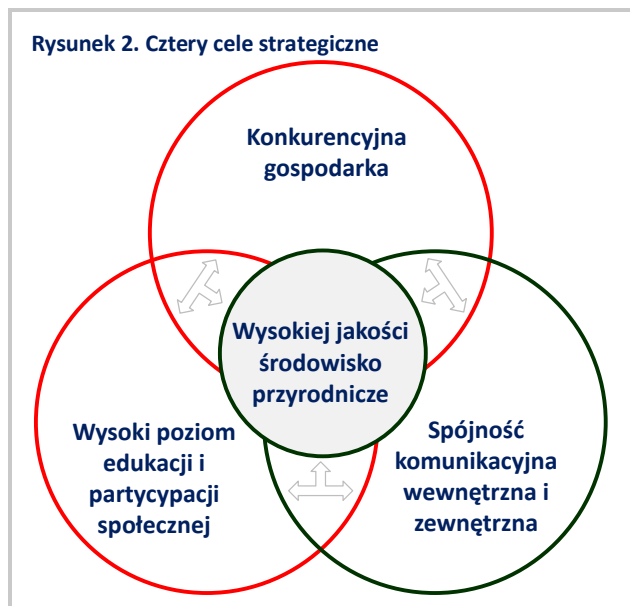 Rysunek 2. Cztery cele strategiczne
Konkurencyjna
gospodarka
Wysokiej jakości
środowisko
przyrodnicze
Wysoki poziom
edukacji i
partycypacji
społecznej
Spójność
komunikacyjna
wewnętrzna i
zewnętrzna